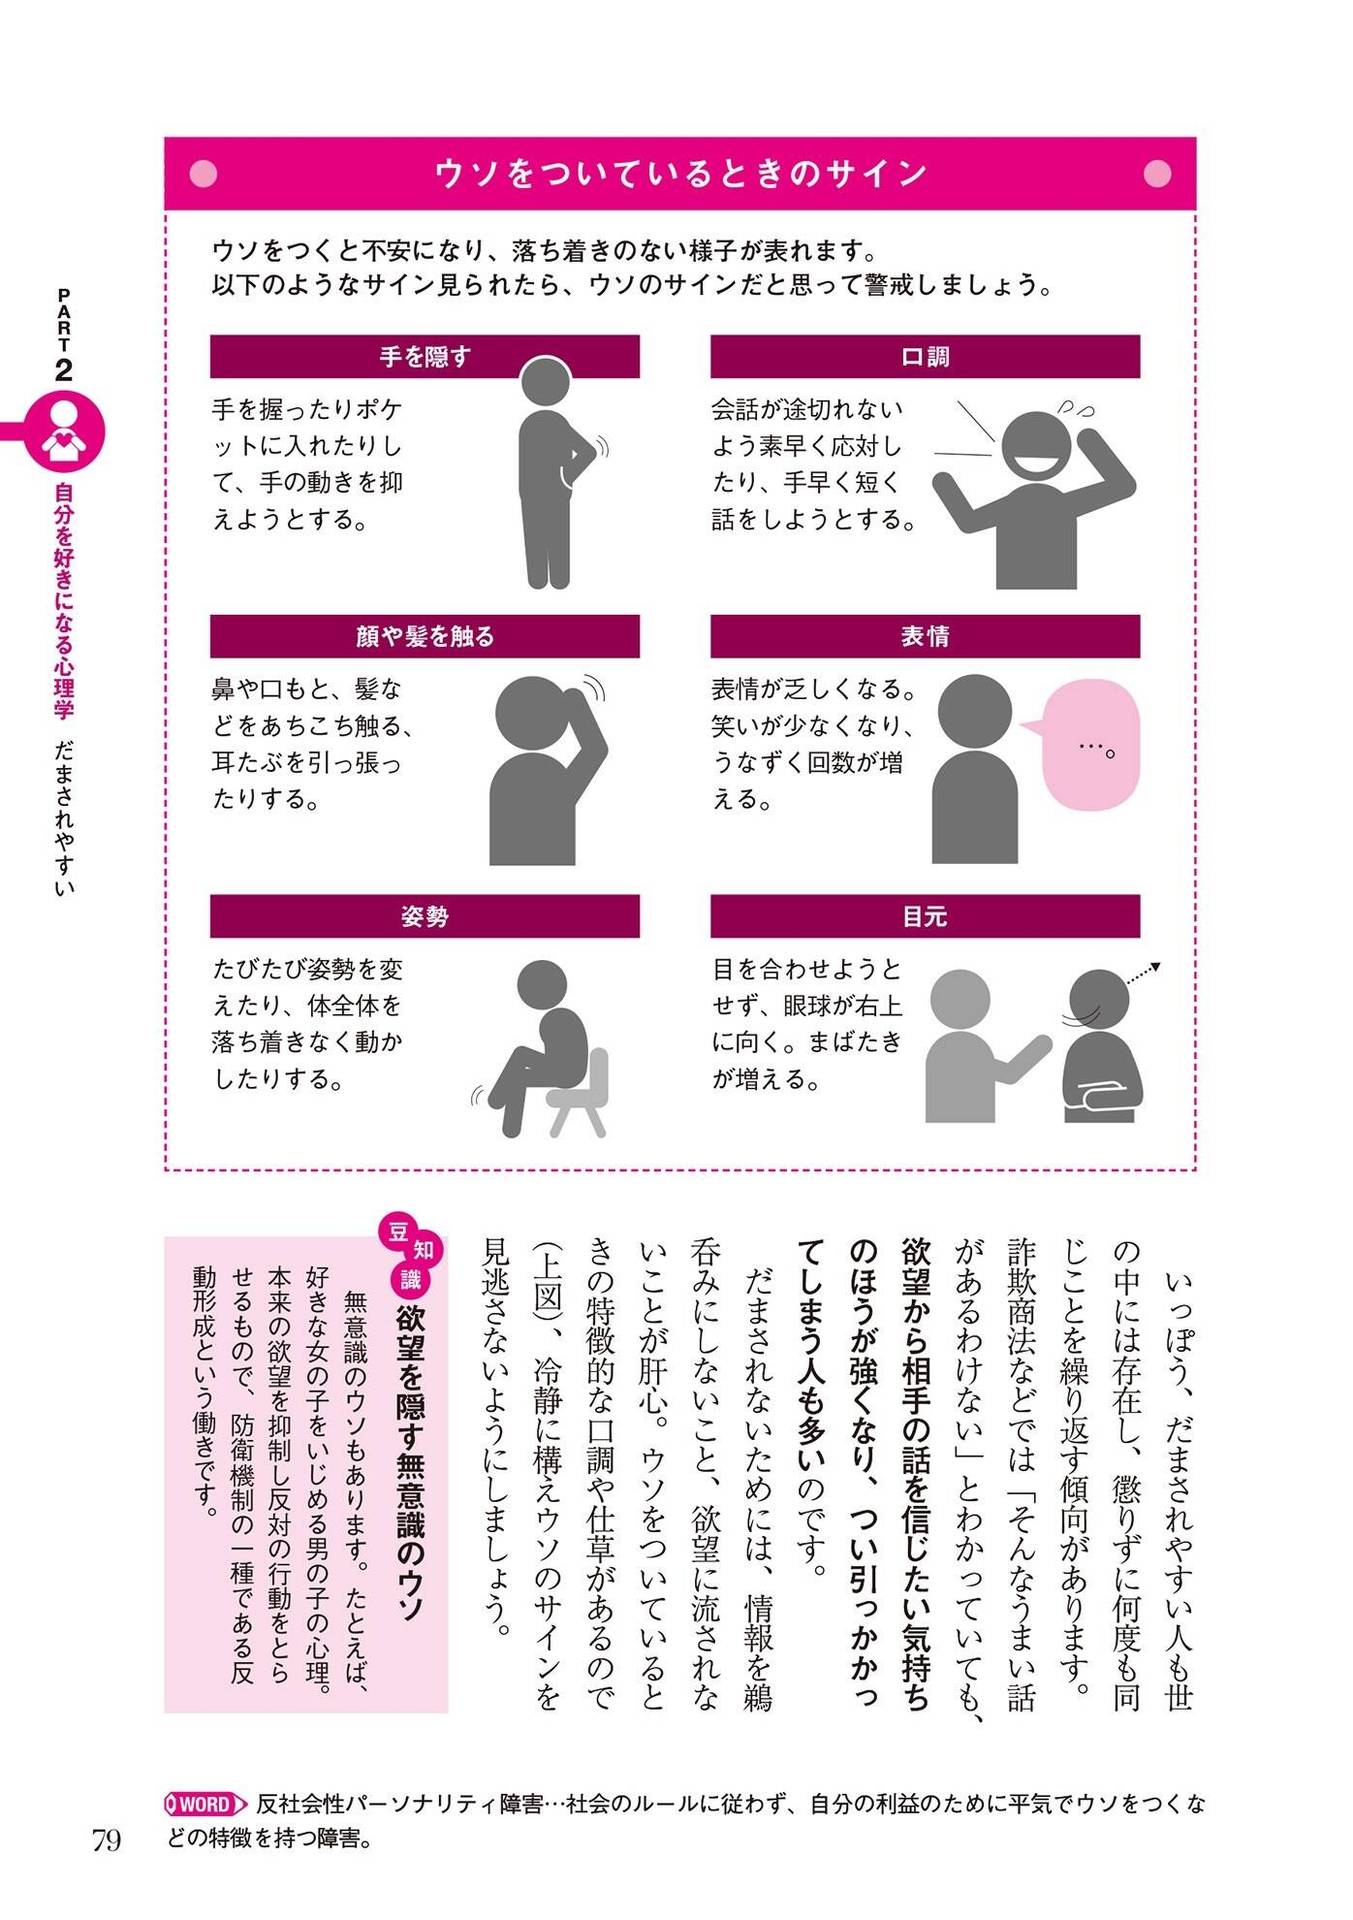 ウソをついているときのサイン
ウソをつくと不安になり、落ち着きのない様子が表れます。
以下のようなサイン見られたら、ウソのサインだと思って警戒しましょう。
手を隠す
手を握ったりポケ
ットに入れたりし
て、手の動きを抑
えようとする。
口調
会話が途切れない
よう素早く応対し
たり、手早く短く
話をしようとする。
顔や髪を触る
鼻や口もと、髪な
どをあちこち触る、
耳たぶを引っ張っ
たりする。
表情
表情が乏しくなる。
笑いが少なくなり、
うなずく回数が増
える。
…。
姿勢
たびたび姿勢を変
えたり、体全体を
落ち着きなく動か
したりする。
目元
目を合わせようと
せず、眼球が右上
に向く。まばたき
が増える。
PART 2
自分を好きになる心理学 だまされやすい
いっぽう、だまされやすい人も世
の中には存在し、懲りずに何度も同
じことを繰り返す傾向があります。
詐欺商法などでは「そんなうまい話
があるわけない」とわかっていても、
欲望から相手の話を信じたい気持ち
のほうが強くなり、つい引っかかっ
てしまう人も多いのです。
だまされないためには、情報を鵜
呑みにしないこと、欲望に流されな
いことが肝心。ウソをついていると
きの特徴的な口調や仕草があるので
（上図）、冷静に構えウソのサインを
見逃さないようにしましょう。
豆知識 欲望を隠す無意識のウソ
無意識のウソもあります。たとえば、
好きな女の子をいじめる男の子の心理。
本来の欲望を抑制し反対の行動をとら
せるもので、防衛機制の一種である反
動形成という働きです。
WORD 反社会性パーソナリティ障害…社会のルールに従わず、自分の利益のために平気でウソをつくな
どの特徴を持つ障害。
79